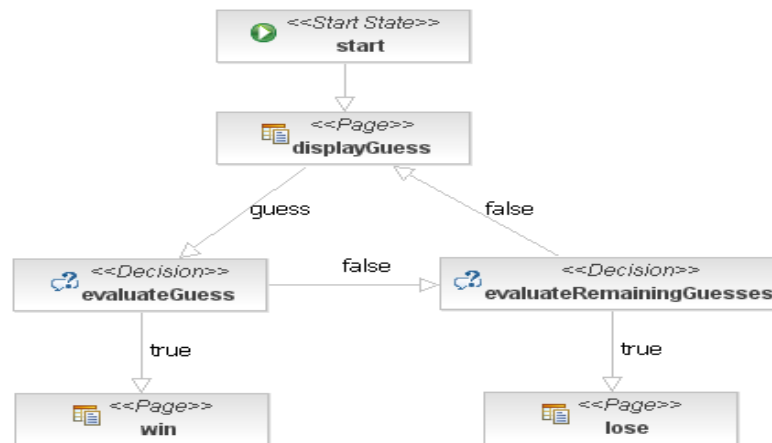 <<Start State>>
start
<<Page>>
displayGuess
guess
false
<<Decision>>
evaluateGuess
false
<<Decision>>
evaluateRemainingGuesses
true
true
<<Page>>
win
<<Page>>
lose